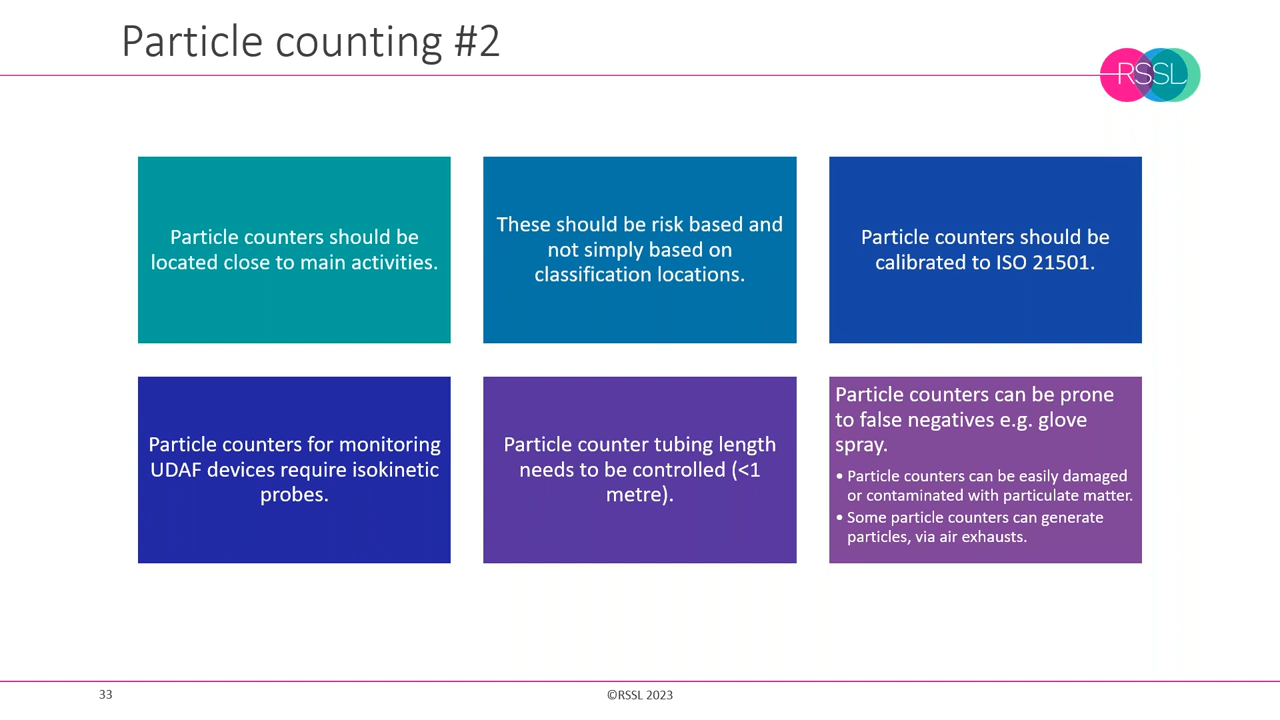 Particle counting #2
RSSL
Particle counters should be
located close to main activities.
These should be risk based and
not simply based on
classification locations.
Particle counters should be
calibrated to ISO 21501.
Particle counters for monitoring
UDAF devices require isokinetic
probes.
Particle counter tubing length
needs to be controlled (<1
metre).
Particle counters can be prone
to false negatives e.g. glove
spray.
• Particle counters can be easily damaged
or contaminated with particulate matter.
• Some particle counters can generate
particles, via air exhausts.
33
©RSSL 2023